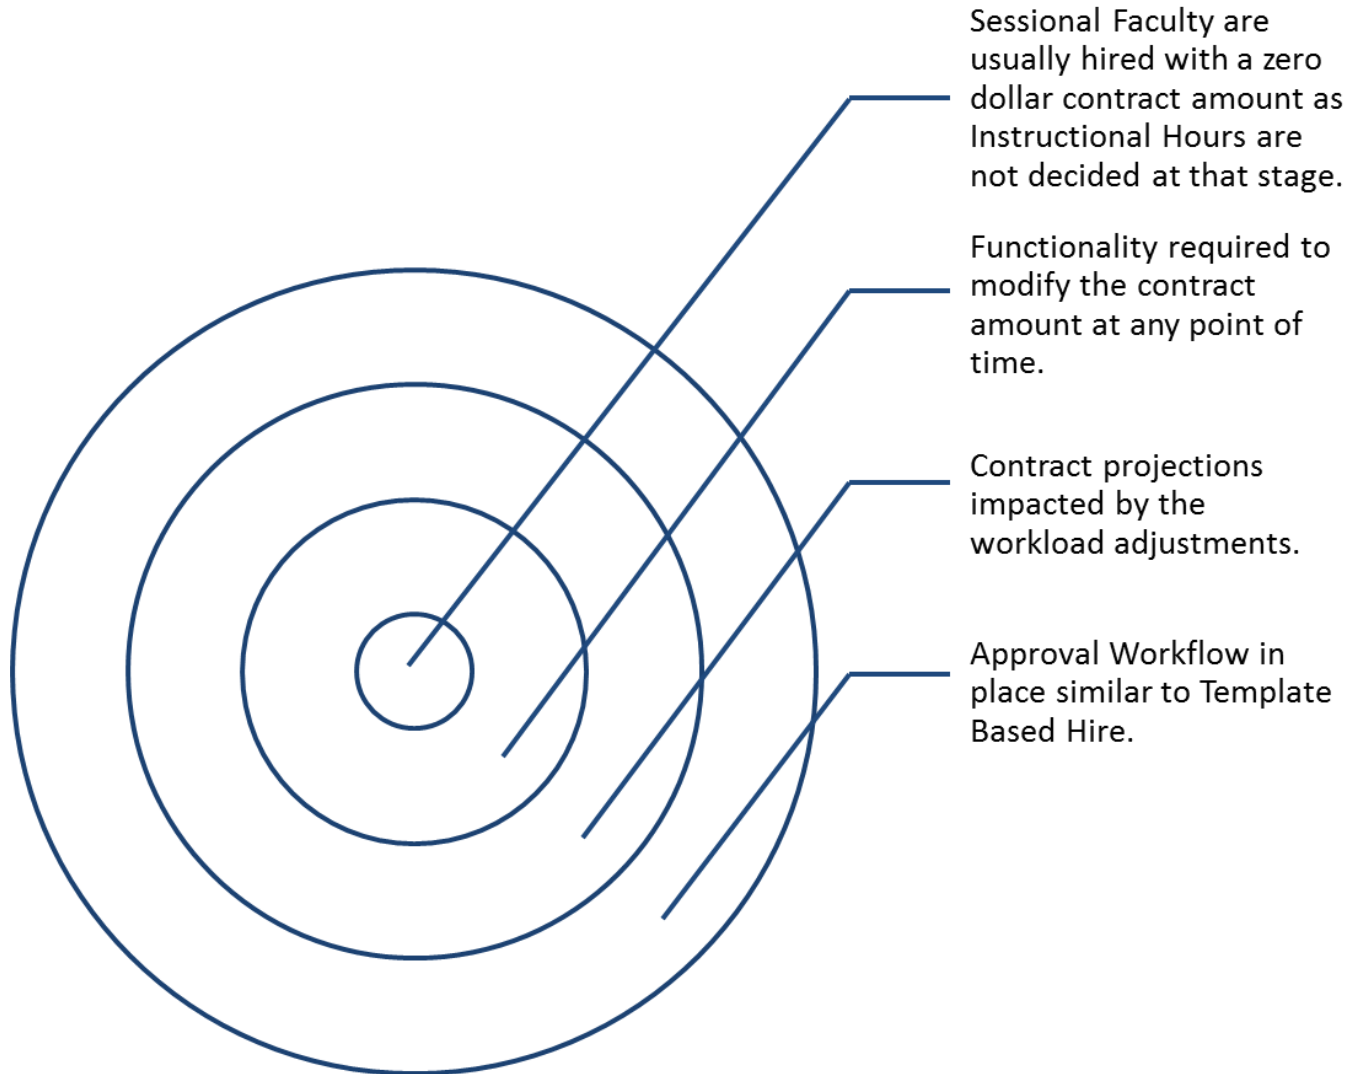 Sessional Faculty are
usually hired with a zero
dollar contract amount as
Instructional Hours are
not decided at that stage.
Functionality required to
modify the contract
amount at any point of
time.
Contract projections
impacted by the
workload adjustments.
Approval Workflow in
place similar to Template
Based Hire.